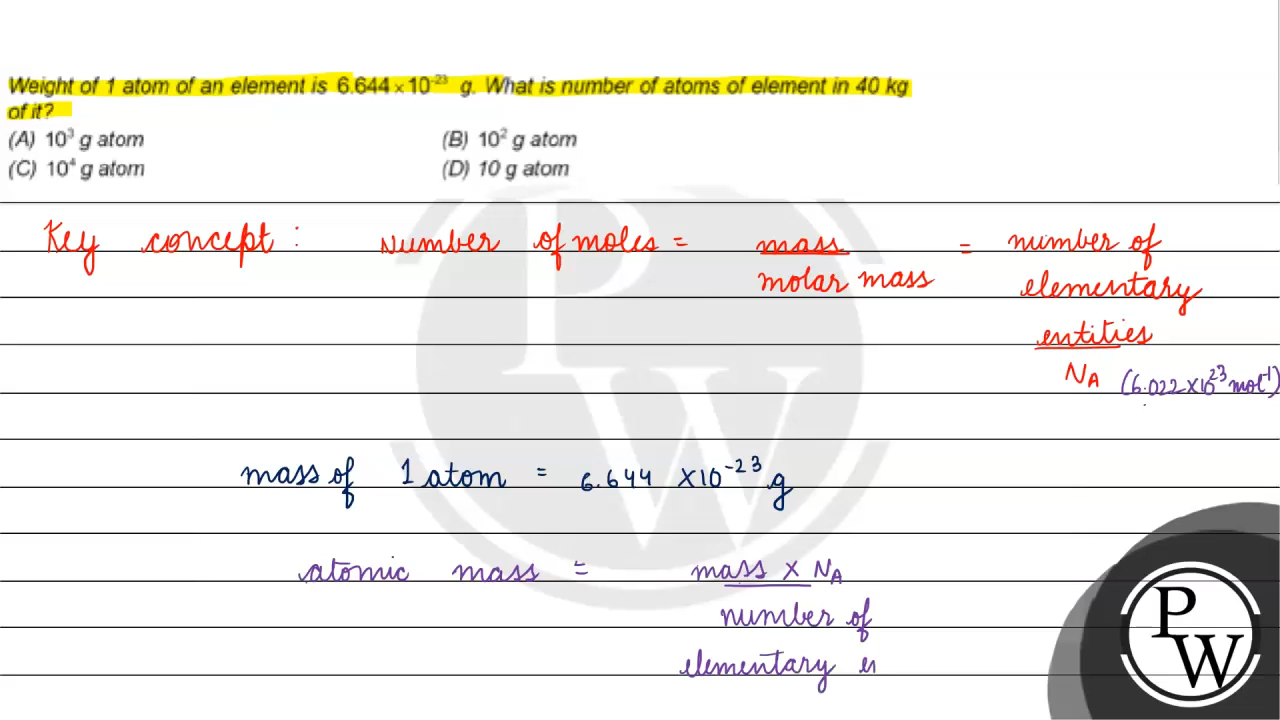 Weight of 1 atom of an element is 6.644 × 10⁻²³ g. What is number of atoms of element in 40 kg
of it?
(A) 10³ g atom (B) 10² g atom
(C) 10⁴ g atom (D) 10 g atom
Key concept : Number of moles = mass = number of
molar mass elementary
entities
NA (6.022 × 10²³ mol⁻¹)
mass of 1 atom = 6.644 × 10⁻²³ g
atomic mass = mass × NA
number of
elementary e
P
W
P
W